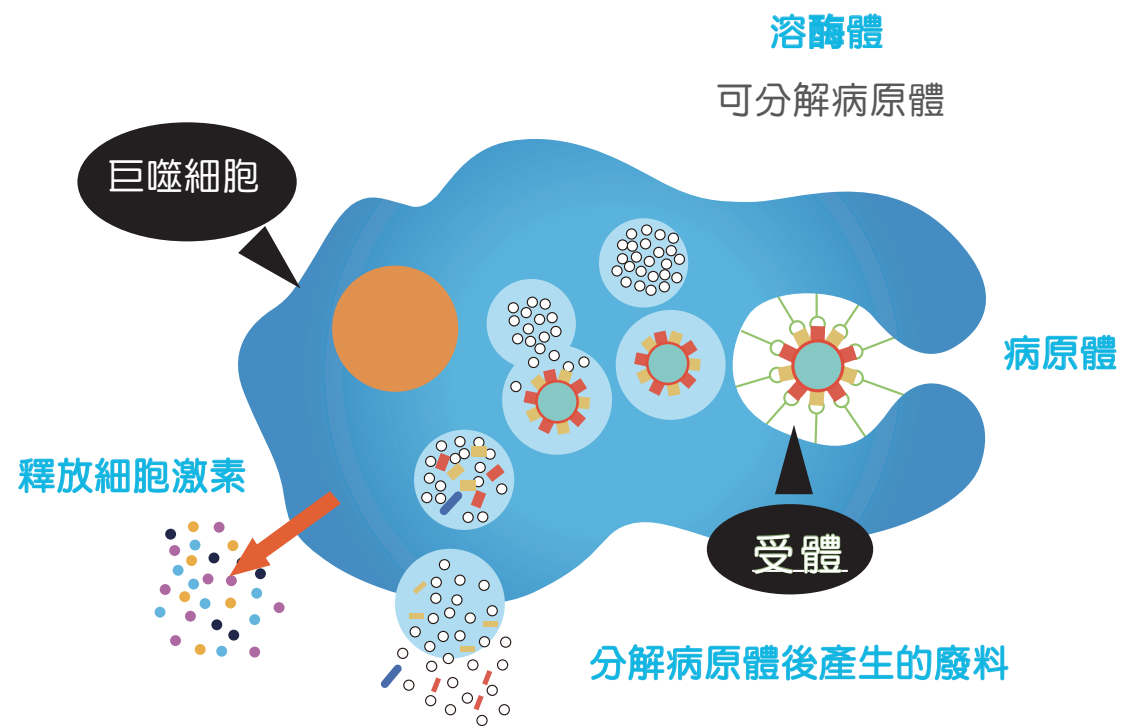 溶酶體
可分解病原體
巨噬細胞
病原體
釋放細胞激素
受體
分解病原體後產生的廢料